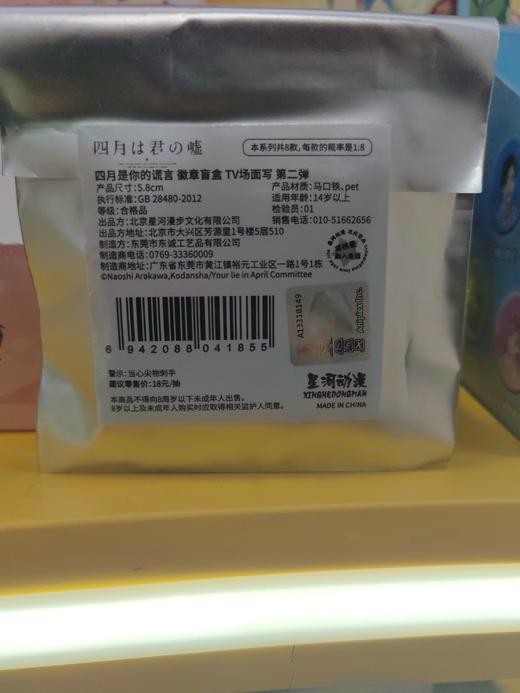 四月は君の嘘
本系列共8款，每款的概率是1:8
四月是你的谎言 徽章盲盒 TV场面写 第二弹
产品尺寸:5.8cm
产品材质:马口铁、pet
执行标准:GB 28480-2012
适用年龄:14岁以上
等级:合格品
检验员:01
出品方:北京星河漫步文化有限公司
销售电话:010-51662656
出品方地址:北京市大兴区芳源里1号楼5层510
制造方:东莞市东诚工艺品有限公司
制造商电话:0769-33360009
制造商地址:广东省东莞市黄江镇裕元工业区一路1号1栋
©Naoshi Arakawa,Kodansha/Your lie in April Committee
A13310149
Aniplex Inc.
6942088041855
警示:当心尖物刺手
建议零售价:18元/抽
星河动漫
XINGHEDONGMAN
MADE IN CHINA
本商品不得向8周岁以下未成年人出售。
8岁以上及未成年人购买时应取得相关监护人同意。